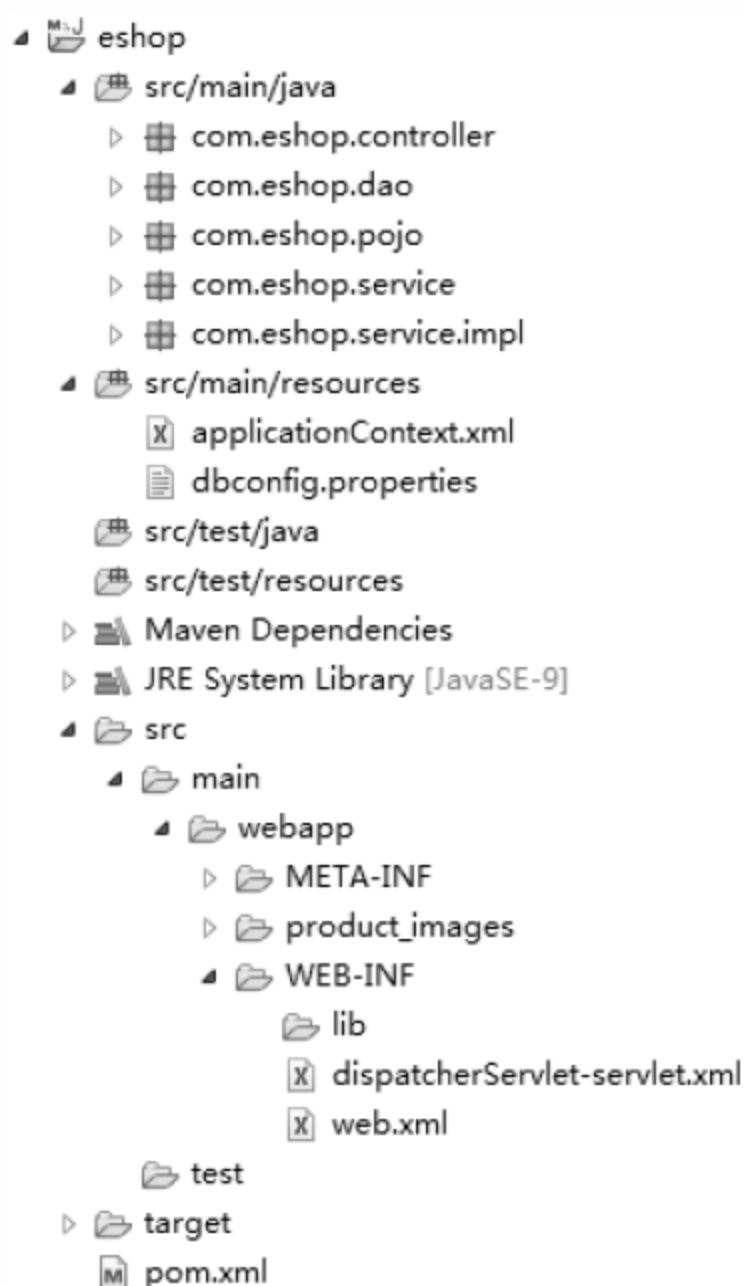 eshop
src/main/java
com.eshop.controller
com.eshop.dao
com.eshop.pojo
com.eshop.service
com.eshop.service.impl
src/main/resources
applicationContext.xml
dbconfig.properties
src/test/java
src/test/resources
Maven Dependencies
JRE System Library [JavaSE-9]
src
main
webapp
META-INF
product_images
WEB-INF
lib
dispatcherServlet-servlet.xml
web.xml
test
target
pom.xml